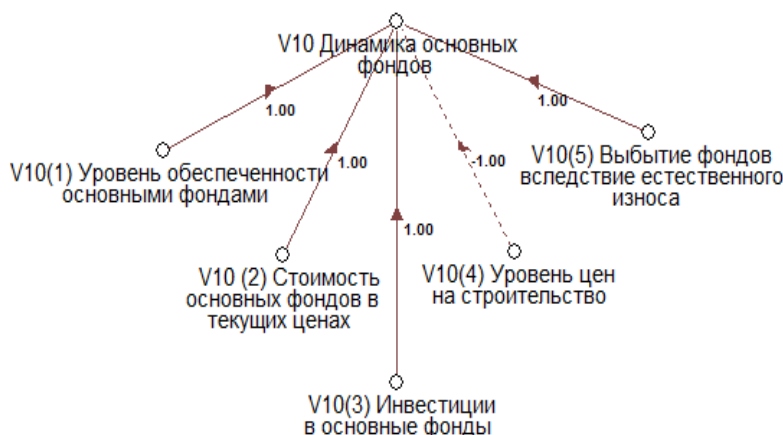 V10 Динамика основных
фондов
1.00
1.00
1.00
-1.00
1.00
V10(1) Уровень обеспеченности
основными фондами
V10 (2) Стоимость
основных фондов в
текущих ценах
V10(3) Инвестиции
в основные фонды
V10(4) Уровень цен
на строительство
V10(5) Выбытие фондов
вследствие естественного
износа